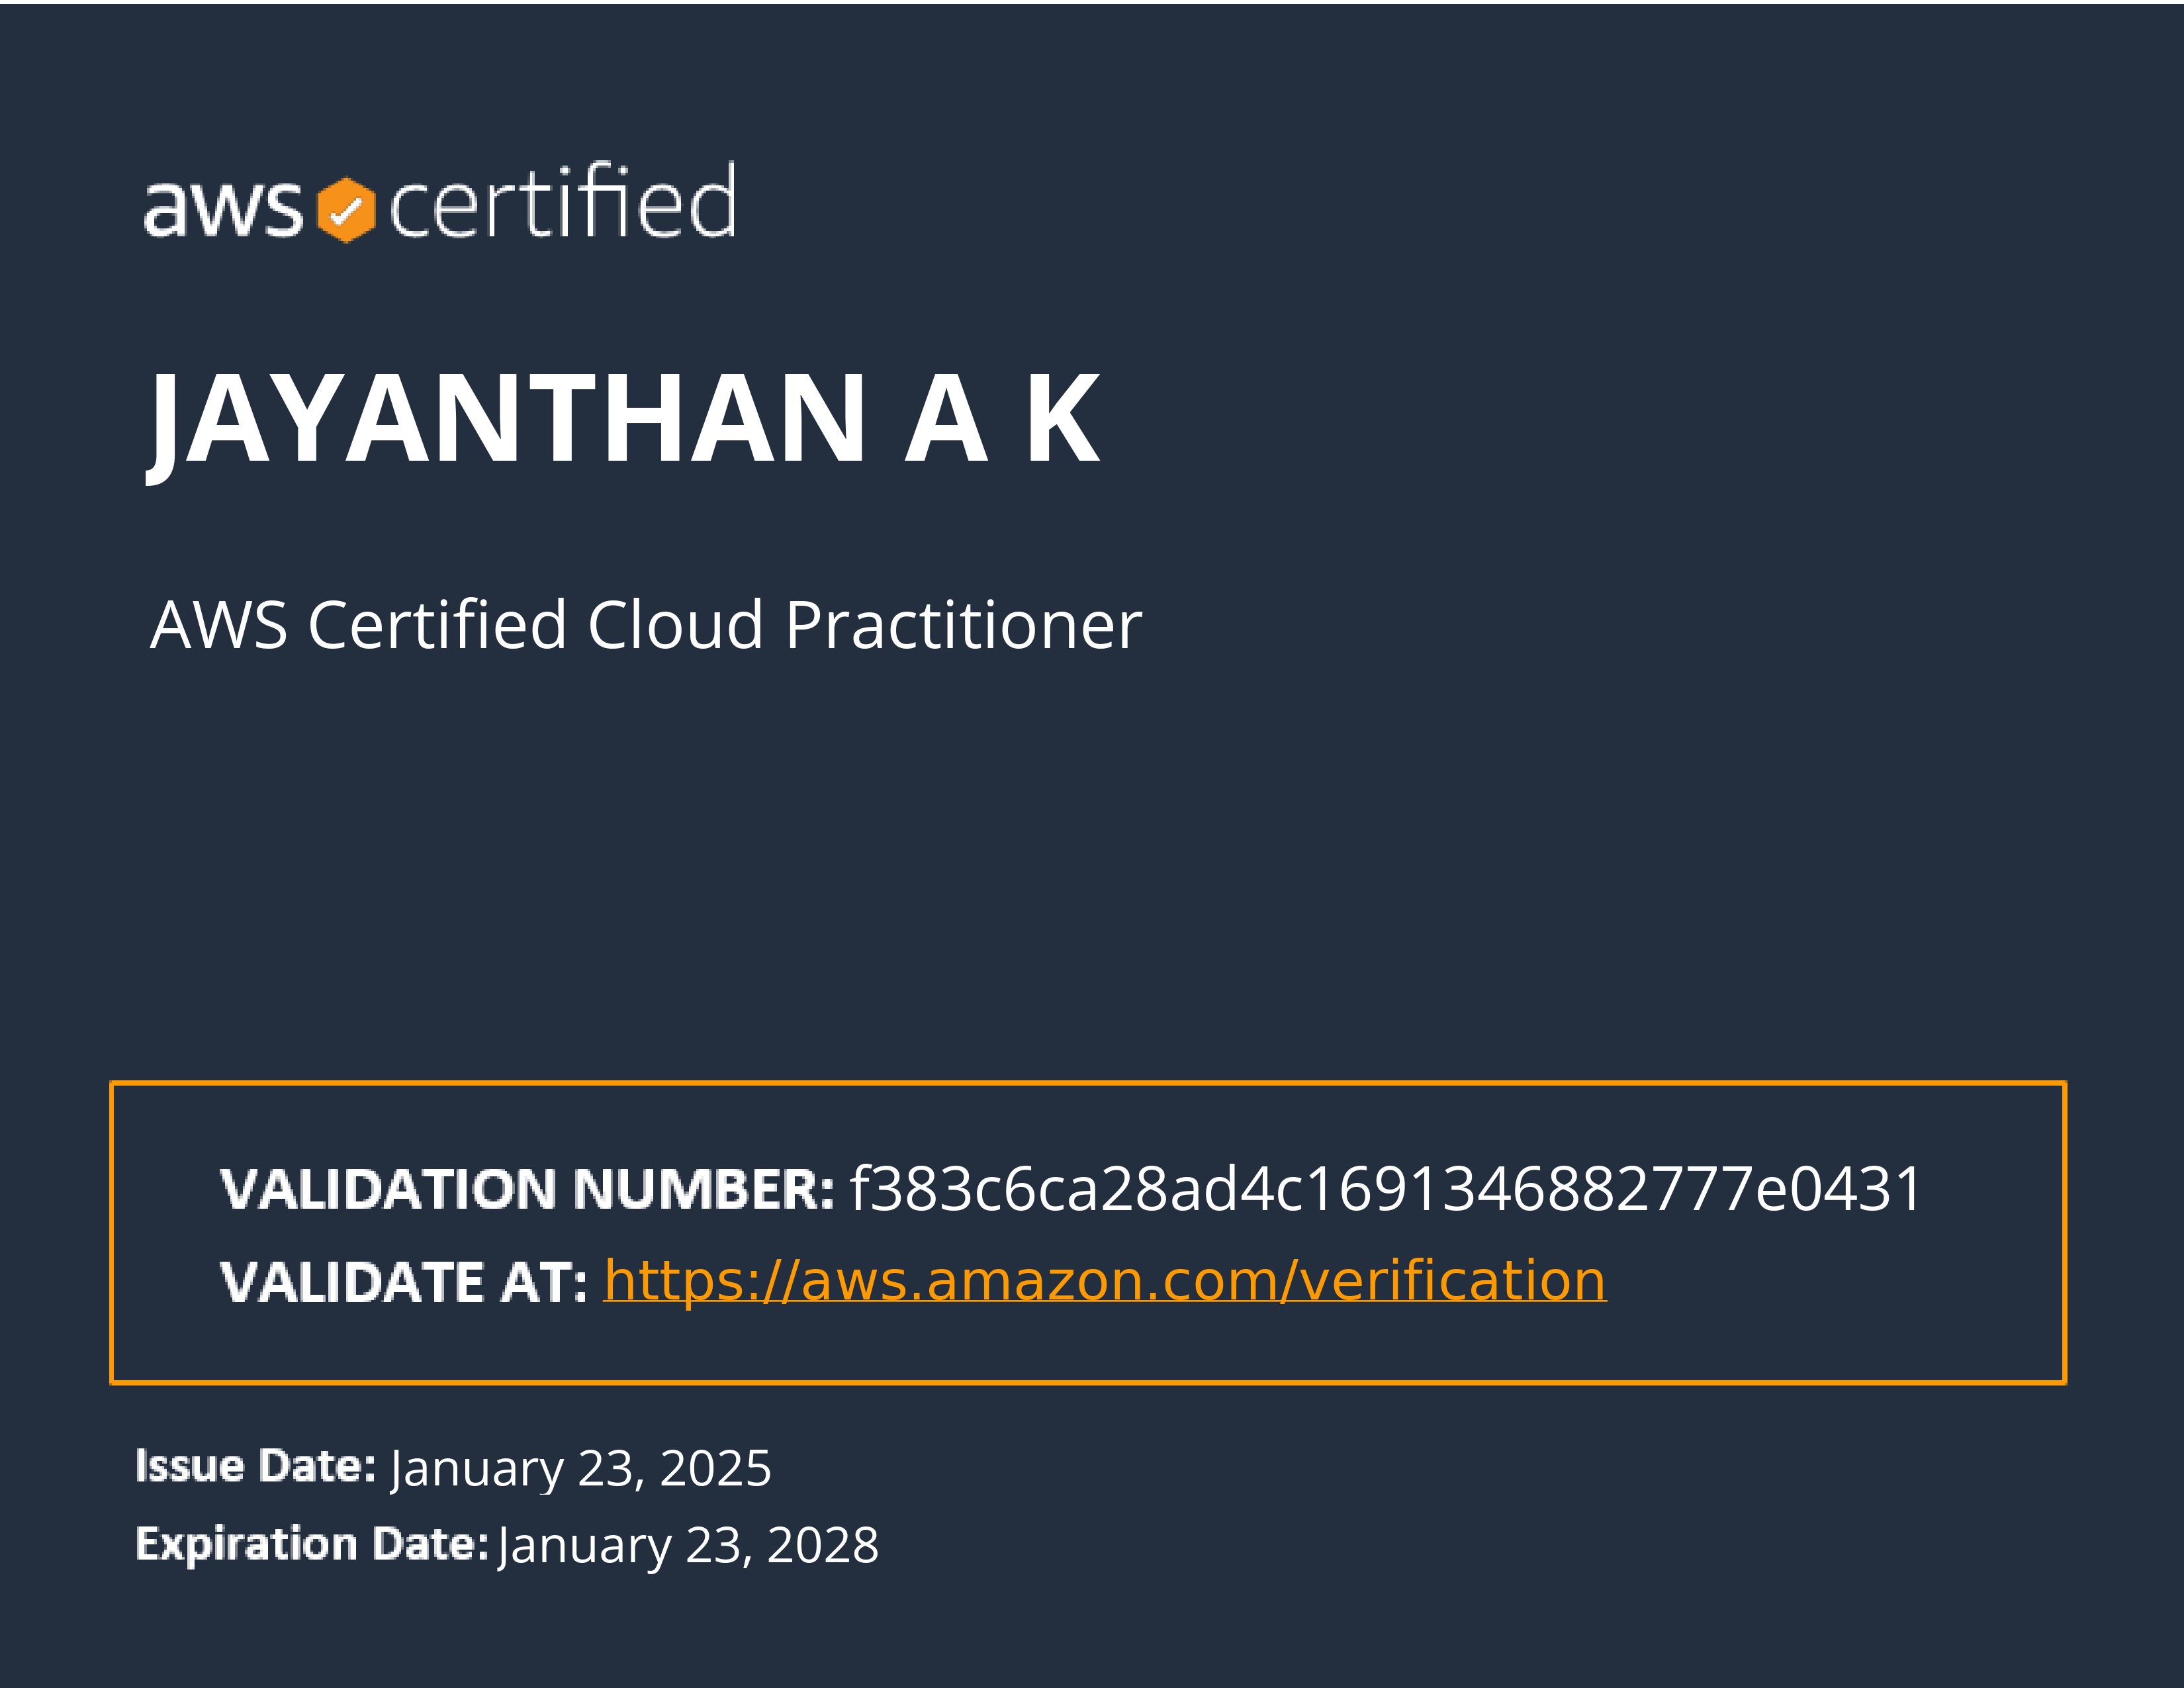 aws certified
JAYANTHAN A K
AWS Certified Cloud Practitioner
VALIDATION NUMBER: f383c6ca28ad4c1691346882777e0431
VALIDATE AT: https://aws.amazon.com/verification
Issue Date: January 23, 2025
Expiration Date: January 23, 2028